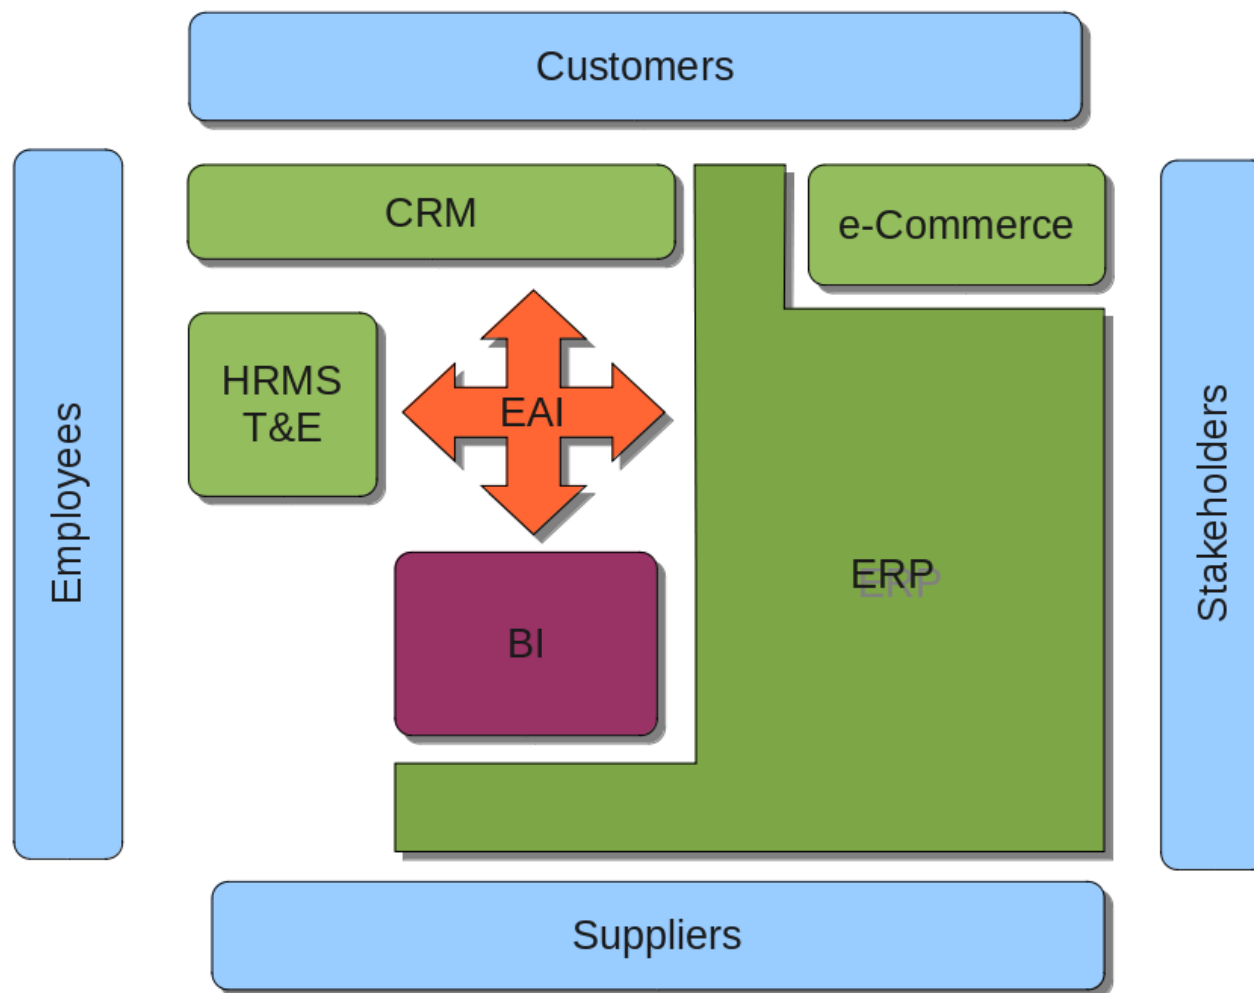 Customers
CRM
e-Commerce
HRMS
T&E
EAI
Employees
Stakeholders
ERP
BI
Suppliers